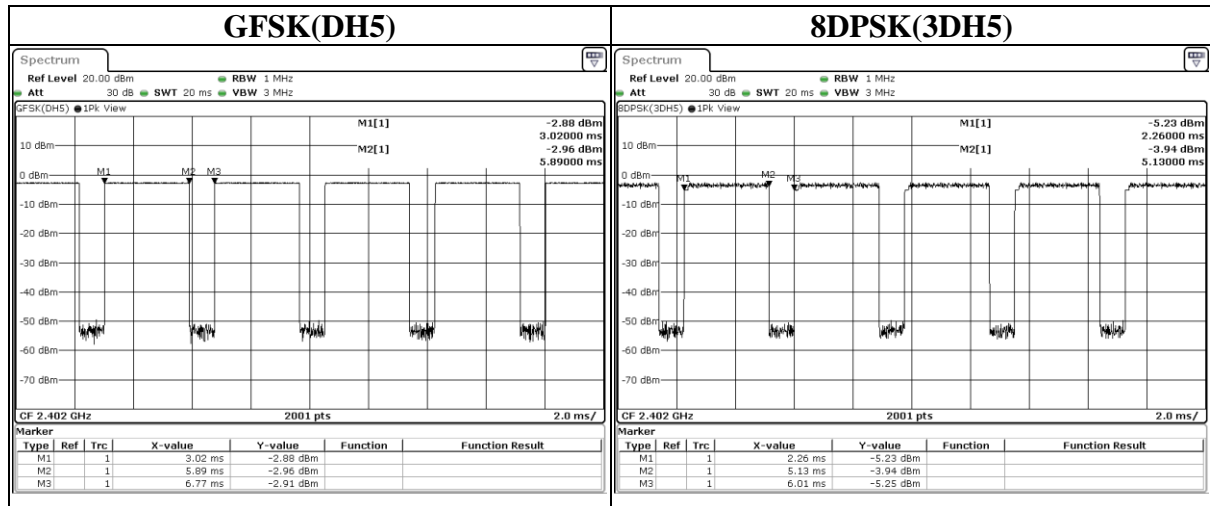 GFSK(DH5)
Spectrum
Ref Level 20.00 dBm RBW 1 MHz
Att 30 dB SWT 20 ms VBW 3 MHz
GFSK(DH5) 1Pk View
M1[1] -2.88 dBm
3.02000 ms
M2[1] -2.96 dBm
5.89000 ms
10 dBm
0 dBm
M1 M2 M3
-10 dBm
-20 dBm
-30 dBm
-40 dBm
-50 dBm
-60 dBm
-70 dBm
CF 2.402 GHz 2001 pts 2.0 ms/
Marker
Type Ref Trc X-value Y-value Function Function Result
M1 1 3.02 ms -2.88 dBm
M2 1 5.89 ms -2.96 dBm
M3 1 6.77 ms -2.91 dBm
8DPSK(3DH5)
Spectrum
Ref Level 20.00 dBm RBW 1 MHz
Att 30 dB SWT 20 ms VBW 3 MHz
8DPSK(3DH5) 1Pk View
M1[1] -5.23 dBm
2.26000 ms
M2[1] -3.94 dBm
5.13000 ms
10 dBm
0 dBm
M1 M2 M3
-10 dBm
-20 dBm
-30 dBm
-40 dBm
-50 dBm
-60 dBm
-70 dBm
CF 2.402 GHz 2001 pts 2.0 ms/
Marker
Type Ref Trc X-value Y-value Function Function Result
M1 1 2.26 ms -5.23 dBm
M2 1 5.13 ms -3.94 dBm
M3 1 6.01 ms -5.25 dBm